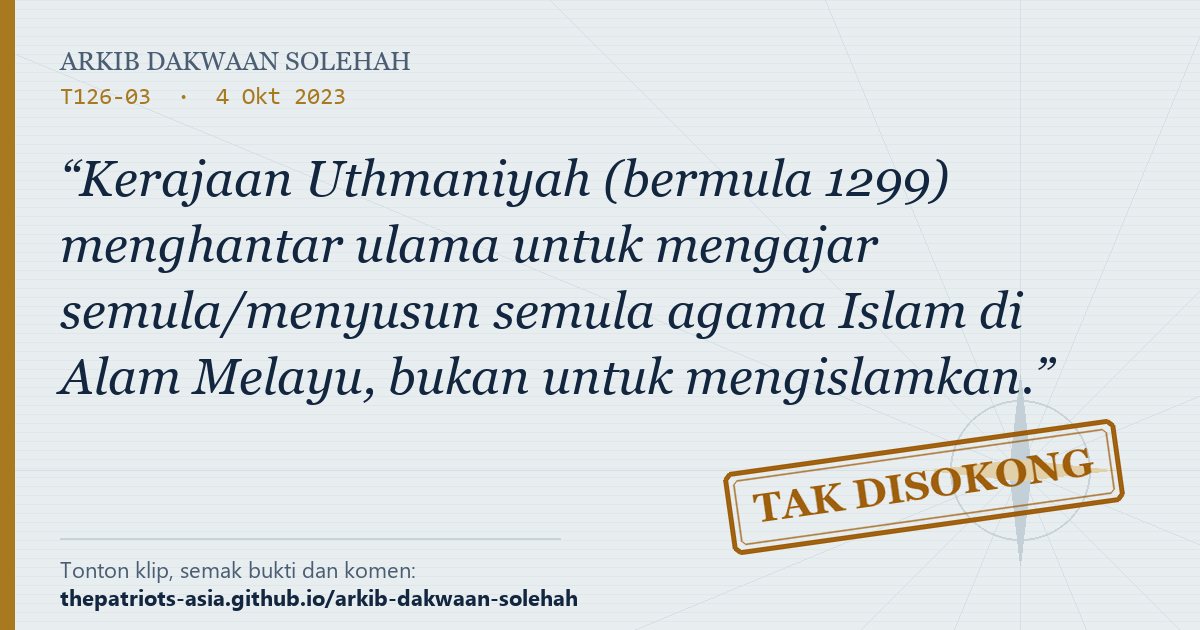 ARKIB DAKWAAN SOLEHAH
T126-03 · 4 Okt 2023
“Kerajaan Uthmaniyah (bermula 1299)
menghantar ulama untuk mengajar
semula/menyusun semula agama Islam di
Alam Melayu, bukan untuk mengislamkan.”
TAK DISOKONG
Tonton klip, semak bukti dan komen:
thepatriots-asia.github.io/arkib-dakwaan-solehah